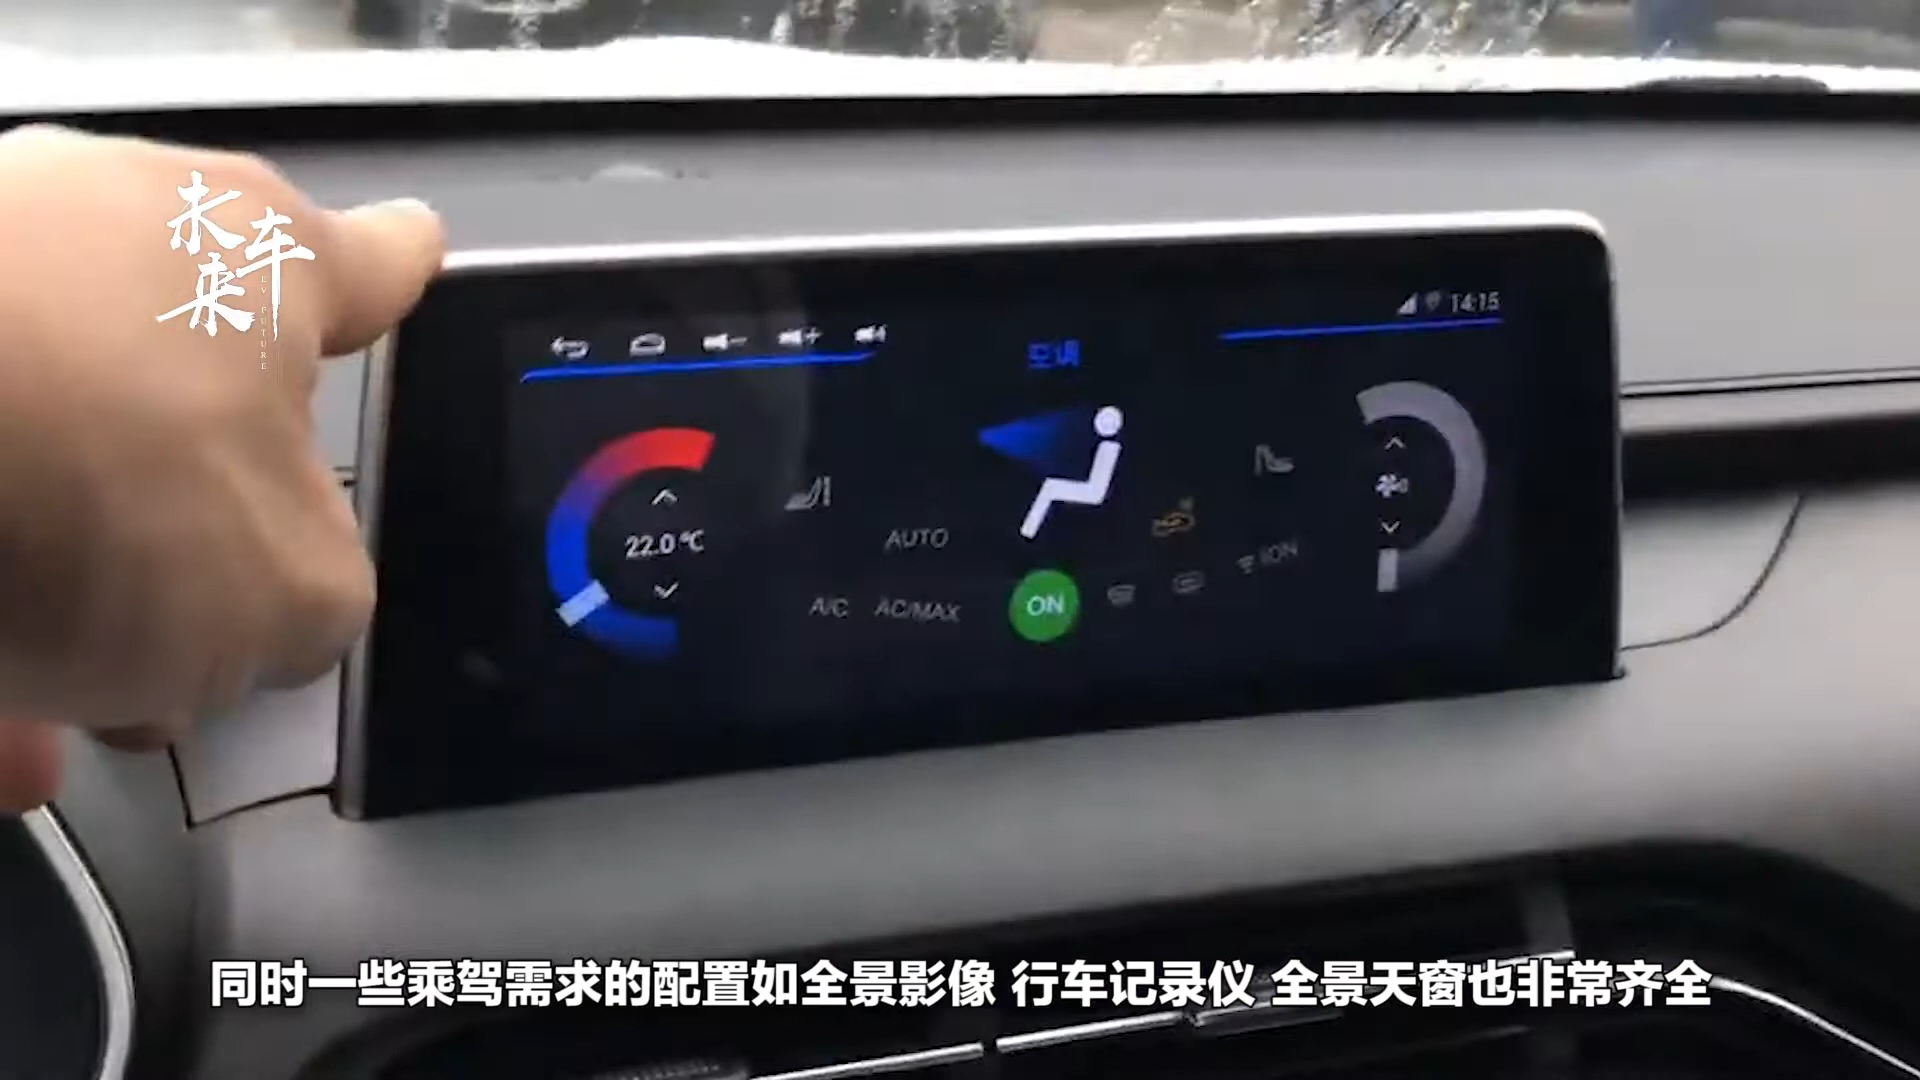 未来车
EV FUTURE
14:15
空调
22.0℃
AUTO
A/C
AC/MAX
ON
ION
同时一些乘驾需求的配置如全景影像 行车记录仪 全景天窗也非常齐全